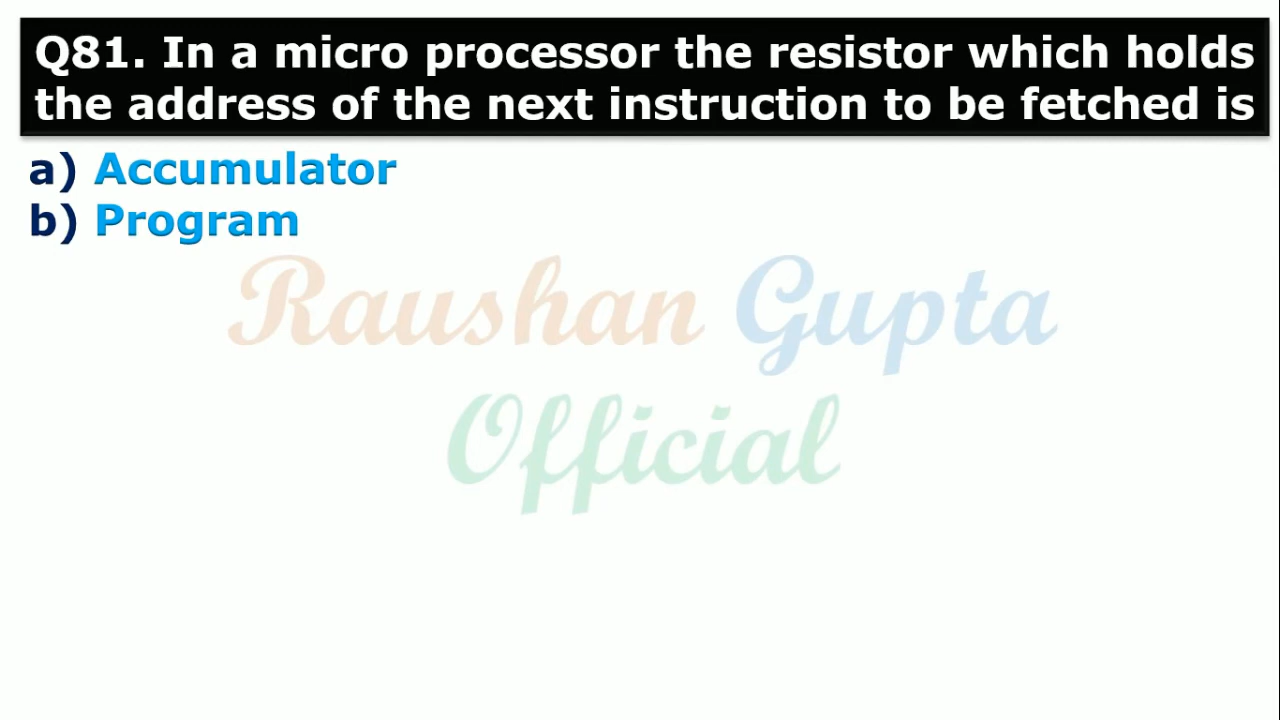 Q81. In a micro processor the resistor which holds
the address of the next instruction to be fetched is
a) Accumulator
b) Program
Raushan Gupta
Official